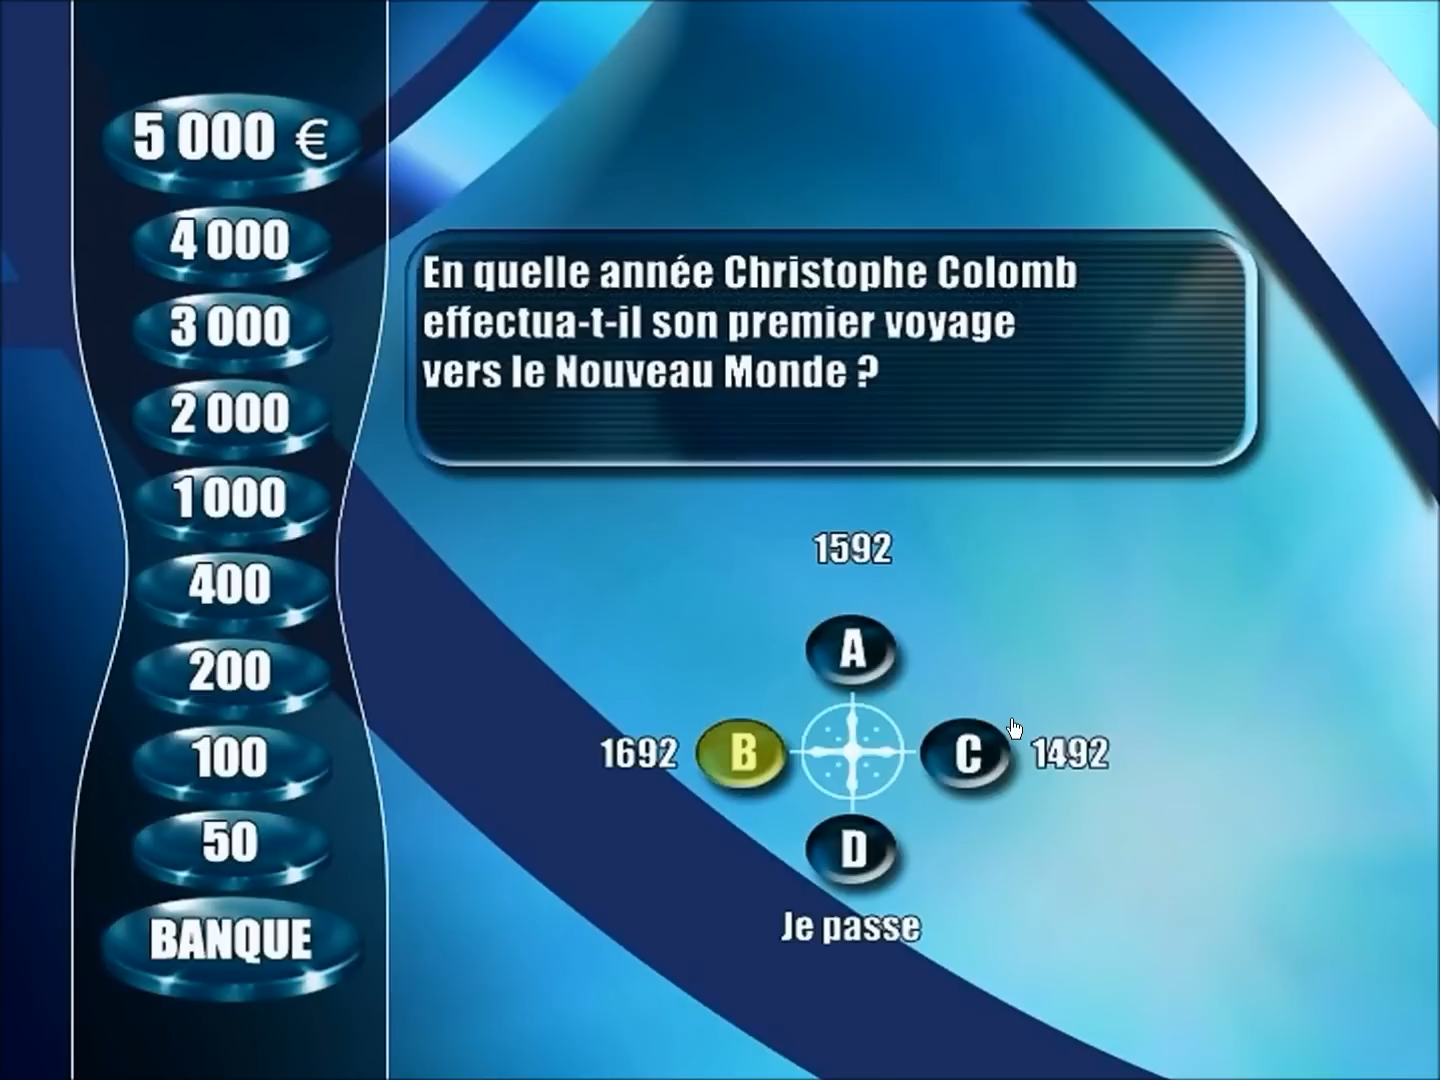 5 000 €
4 000
3 000
2 000
1 000
400
200
100
50
BANQUE
En quelle année Christophe Colomb
effectua-t-il son premier voyage
vers le Nouveau Monde ?
1592
A
1692 B C 1492
D
Je passe